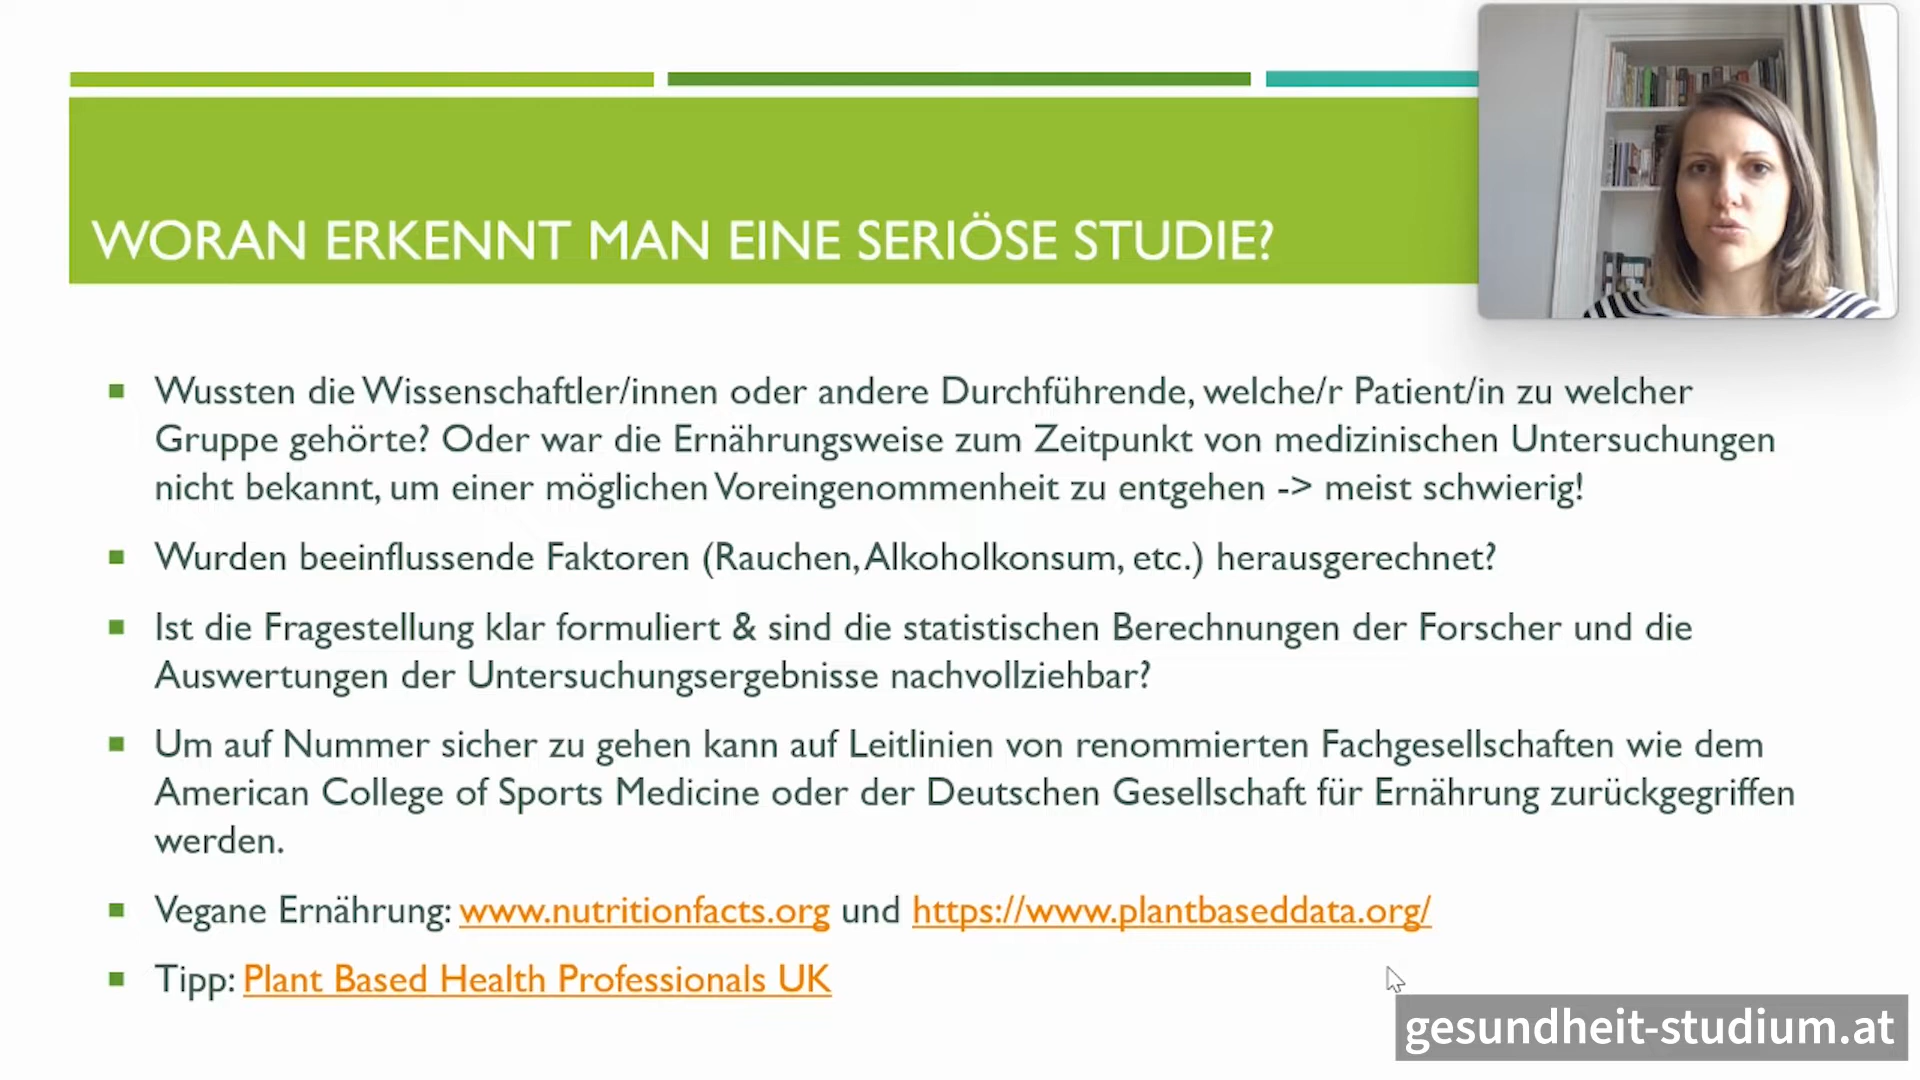 WORAN ERKENNT MAN EINE SERIÖSE STUDIE?
Wussten die Wissenschaftler/innen oder andere Durchführende, welche/r Patient/in zu welcher
Gruppe gehörte? Oder war die Ernährungsweise zum Zeitpunkt von medizinischen Untersuchungen
nicht bekannt, um einer möglichen Voreingenommenheit zu entgehen -> meist schwierig!
Wurden beeinflussende Faktoren (Rauchen, Alkoholkonsum, etc.) herausgerechnet?
Ist die Fragestellung klar formuliert & sind die statistischen Berechnungen der Forscher und die
Auswertungen der Untersuchungsergebnisse nachvollziehbar?
Um auf Nummer sicher zu gehen kann auf Leitlinien von renommierten Fachgesellschaften wie dem
American College of Sports Medicine oder der Deutschen Gesellschaft für Ernährung zurückgegriffen
werden.
Vegane Ernährung: www.nutritionfacts.org und https://www.plantbaseddata.org/
Tipp: Plant Based Health Professionals UK
gesundheit-studium.at